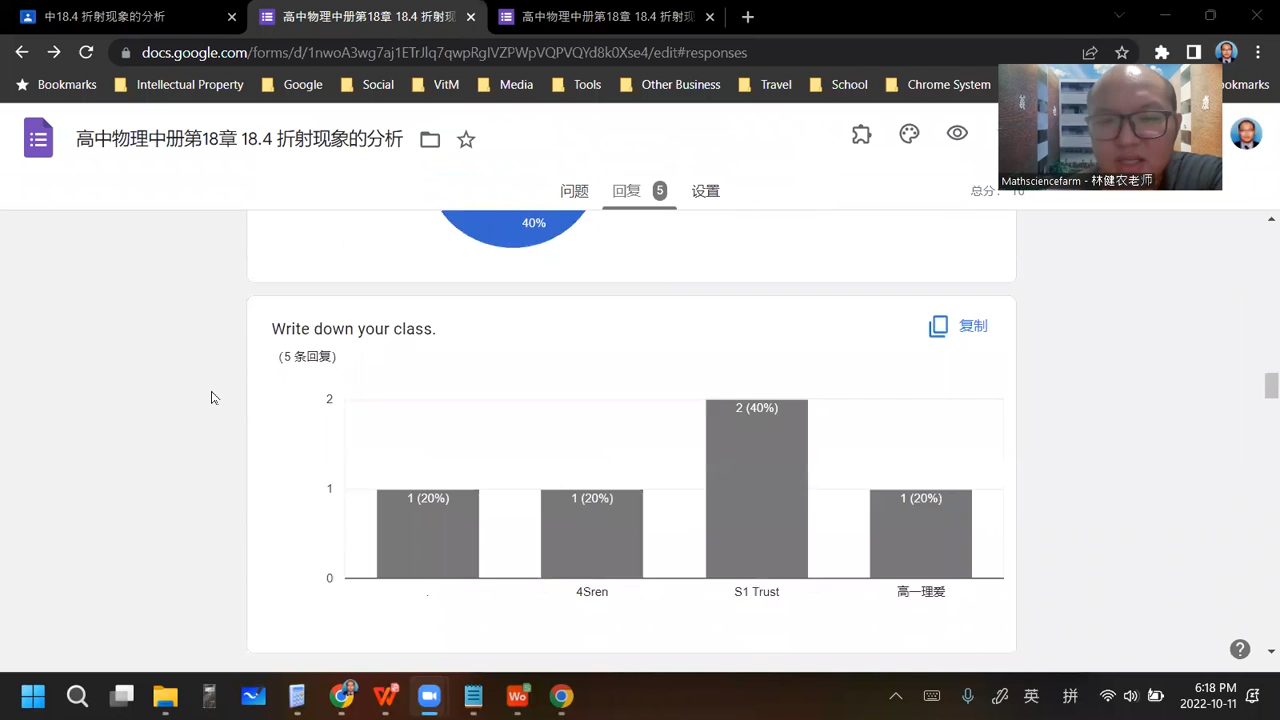 中18.4 折射现象的分析
高中物理中册第18章 18.4 折射现
高中物理中册第18章 18.4 折射现
docs.google.com/forms/d/1nwoA3wg7aj1ETrJlq7qwpRglVZPWpVQPVQYd8k0Xse4/edit#responses
Bookmarks Intellectual Property Google Social VitM Media Tools Other Business Travel School Chrome System okmarks
高中物理中册第18章 18.4 折射现象的分析
Mathsciencefarm - 林健农老师
问题 回复 5 设置
总分: 10
40%
Write down your class.
复制
(5 条回复)
2
2 (40%)
1
1 (20%) 1 (20%) 1 (20%)
0
. 4Sren S1 Trust 高一理爱
英 拼
6:18 PM
2022-10-11